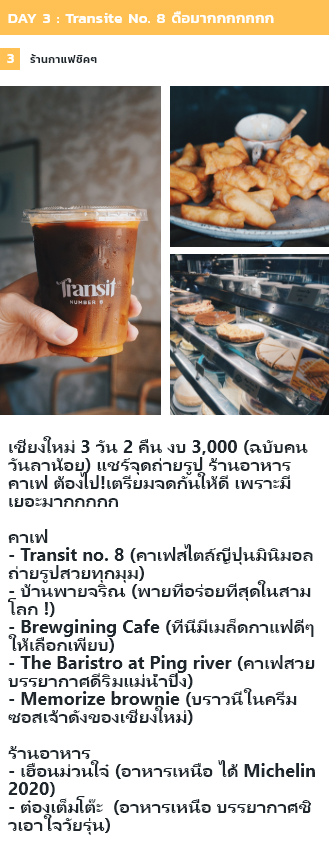 DAY 3 : Transite No. 8 ดือมากกกกกกก
3 ร้านกาแฟชิคๆ
Transit
NUMBER 8
เชียงใหม่ 3 วัน 2 คืน งบ 3,000 (ฉบับคน
วันลาน้อย) แชร์จุดถ่ายรูป ร้านอาหาร
คาเฟ่ ต้องไป!เตรียมจดกันให้ดี เพราะมี
เยอะมากกกกก
คาเฟ่
- Transit no. 8 (คาเฟ่สไตล์ญี่ปุ่นมินิมอล
ถ่ายรูปสวยทุกมุม)
- บ้านพายจริณ (พายที่อร่อยที่สุดในสาม
โลก !)
- Brewgining Cafe (ที่นี่มีเมล็ดกาแฟดีๆ
ให้เลือกเพียบ)
- The Baristro at Ping river (คาเฟ่สวย
บรรยากาศดีริมแม่น้ำปิง)
- Memorize brownie (บราวนี่ในครีม
ซอสเจ้าดังของเชียงใหม่)
ร้านอาหาร
- เฮือนม่วนใจ๋ (อาหารเหนือ ได้ Michelin
2020)
- ต่องเต็มโต๊ะ (อาหารเหนือ บรรยากาศชิ
วเอาใจวัยรุ่น)